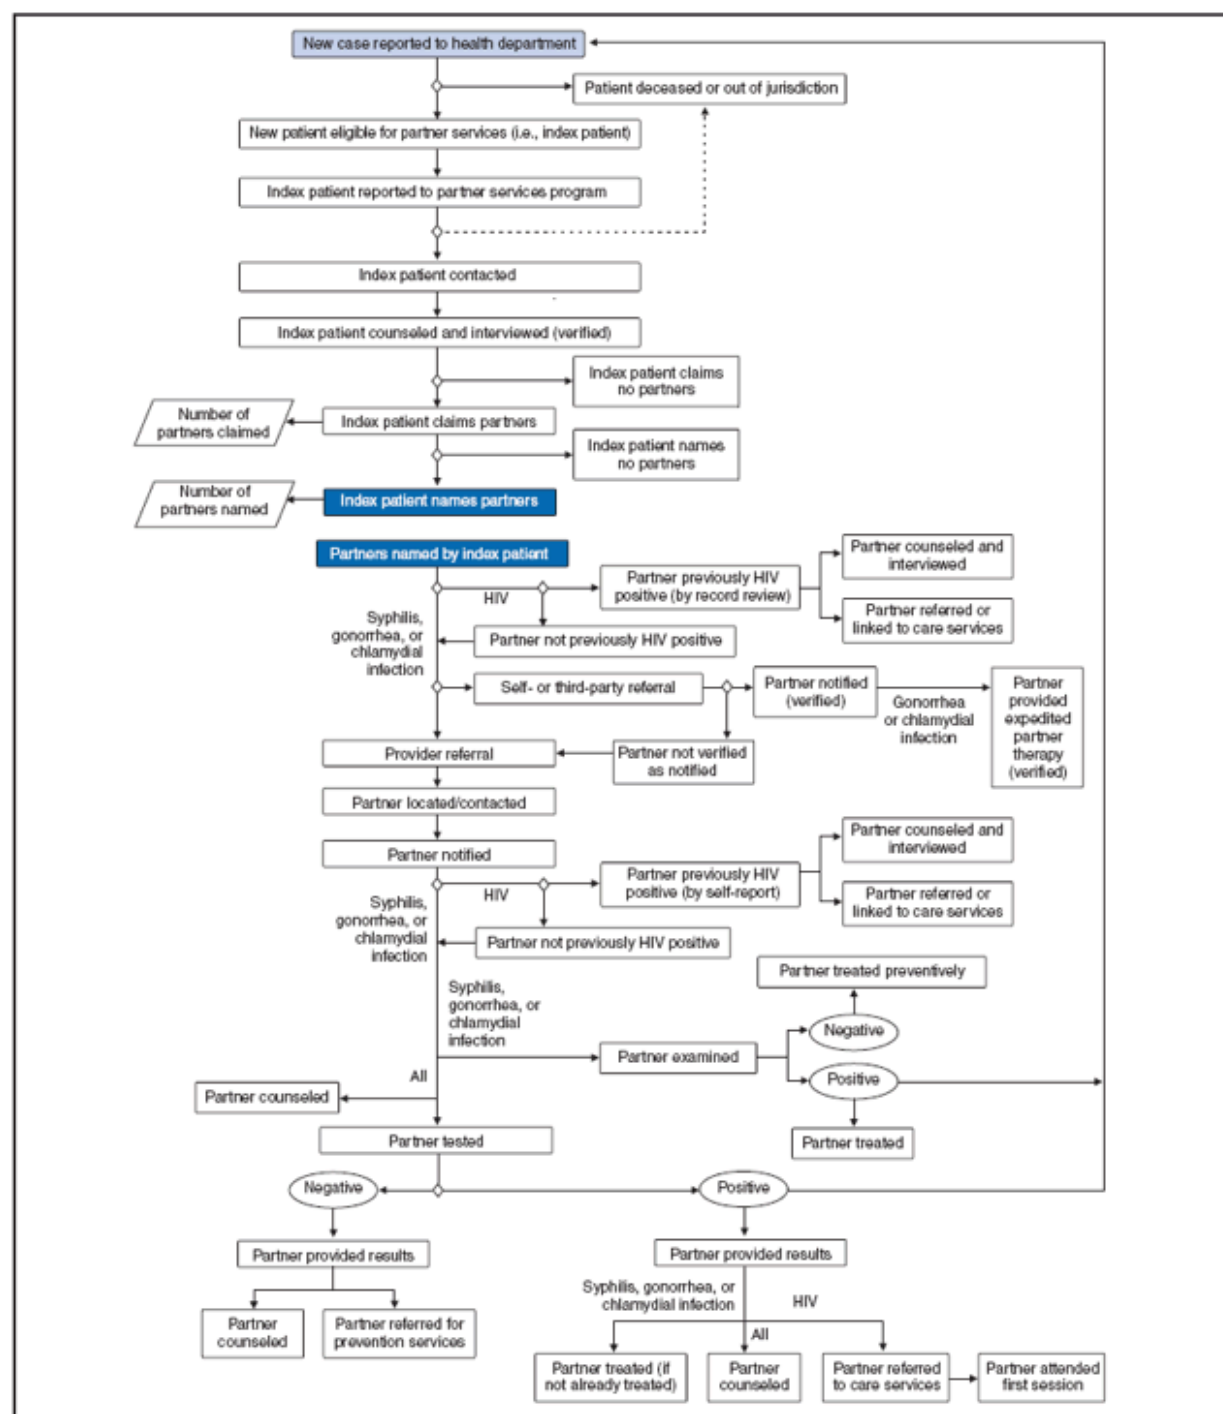 New case reported to health department
Patient deceased or out of jurisdiction
New patient eligible for partner services (i.e., index patient)
Index patient reported to partner services program
Index patient contacted
Index patient counseled and interviewed (verified)
Index patient claims
no partners
Number of
partners claimed
Index patient claims partners
Index patient names
no partners
Number of
partners named
Index patient names partners
Partners named by index patient
Partner counseled and
interviewed
HIV
Partner previously HIV
positive (by record review)
Partner referred or
linked to care services
Syphilis,
gonorrhea, or
chlamydial
infection
Partner not previously HIV positive
Self- or third-party referral
Partner notified
(verified)
Gonorrhea
or chlamydial
infection
Partner
provided
expedited
partner
therapy
(verified)
Provider referral
Partner not verified
as notified
Partner located/contacted
Partner notified
Partner counseled and
interviewed
HIV
Partner previously HIV
positive (by self-report)
Partner referred or
linked to care services
Syphilis,
gonorrhea, or
chlamydial
infection
Partner not previously HIV positive
Partner treated preventively
Syphilis,
gonorrhea, or
chlamydial
infection
Negative
Partner examined
Positive
All
Partner counseled
Partner treated
Partner tested
Negative
Positive
Partner provided results
Partner provided results
Syphilis, gonorrhea, or
chlamydial infection
HIV
All
Partner
counseled
Partner referred for
prevention services
Partner treated (if
not already treated)
Partner
counseled
Partner referred
to care services
Partner attended
first session